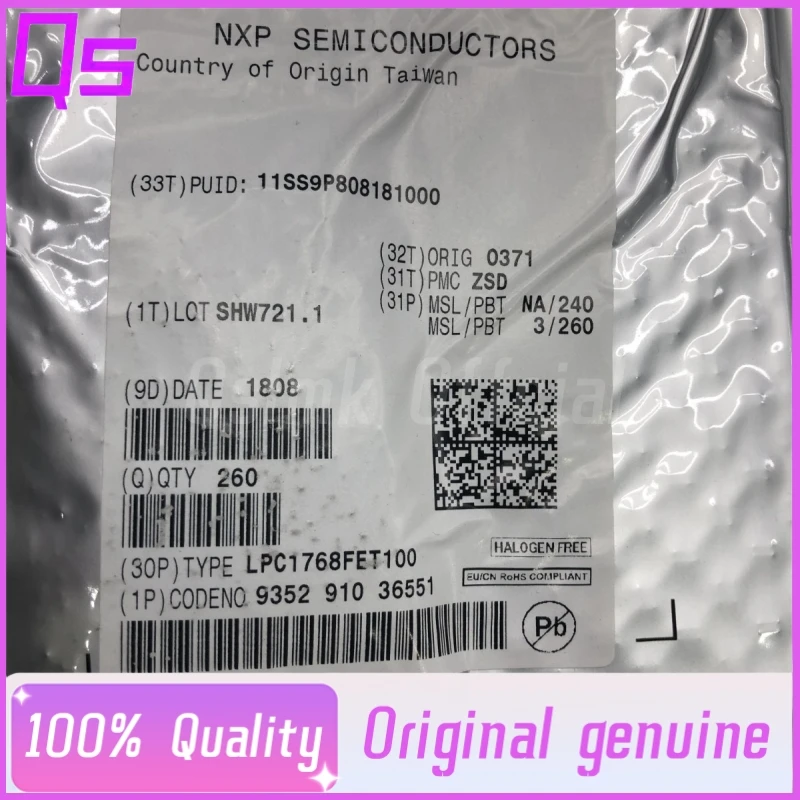 QS
NXP SEMICONDUCTORS
Country of Origin Taiwan
(33T)PUID: 11SS9P808181000
(32T)ORIG 0371
(31T)PMC ZSD
(31P)MSL/PBT NA/240
MSL/PBT 3/260
(1T)LOT SHW721.1
(9D)DATE 1808
(Q)QTY 260
HALOGEN FREE
(30P)TYPE LPC1768FET100
EU/CN RoHS COMPLIANT
(1P)CODENO 9352 910 36551
Pb
100% Quality
Original genuine